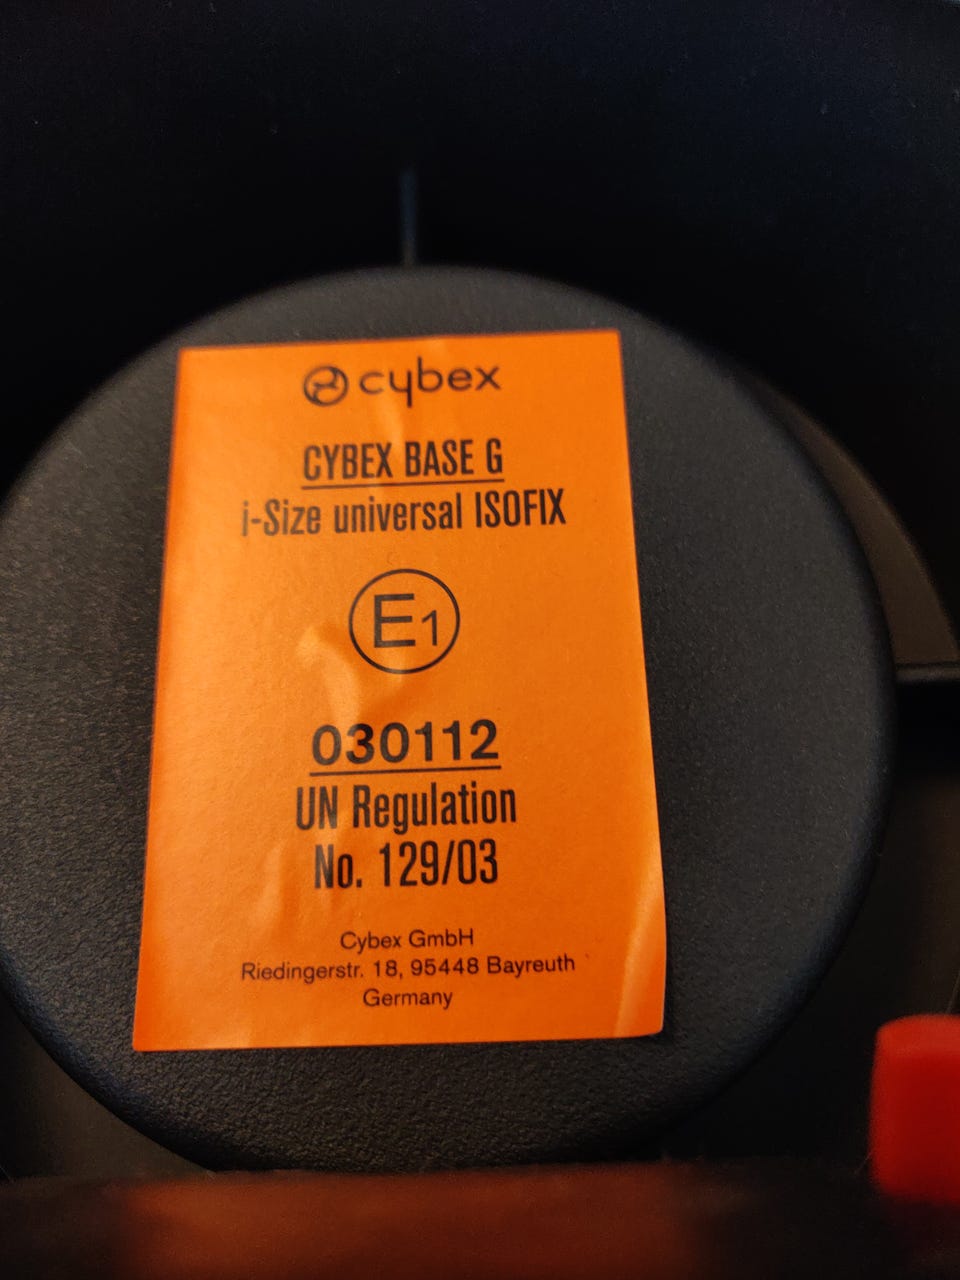 cybex
CYBEX BASE G
i-Size universal ISOFIX
E1
030112
UN Regulation
No. 129/03
Cybex GmbH
Riedingerstr. 18, 95448 Bayreuth
Germany